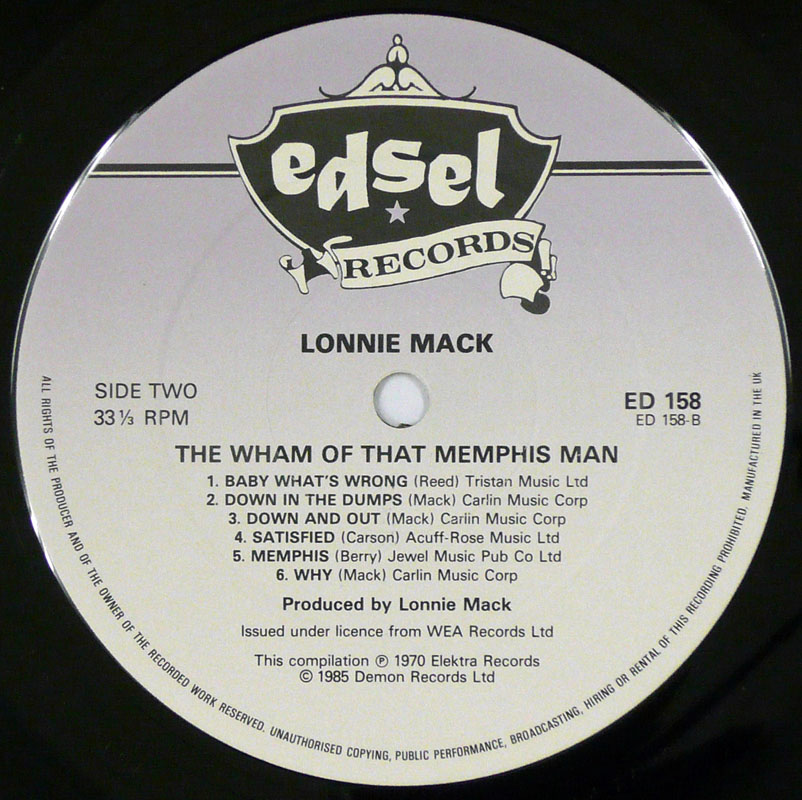 edsel
RECORDS
LONNIE MACK
SIDE TWO
33⅓ RPM
ED 158
ED 158-B
THE WHAM OF THAT MEMPHIS MAN
1. BABY WHAT'S WRONG (Reed) Tristan Music Ltd
2. DOWN IN THE DUMPS (Mack) Carlin Music Corp
3. DOWN AND OUT (Mack) Carlin Music Corp
4. SATISFIED (Carson) Acuff-Rose Music Ltd
5. MEMPHIS (Berry) Jewel Music Pub Co Ltd
6. WHY (Mack) Carlin Music Corp
Produced by Lonnie Mack
Issued under licence from WEA Records Ltd
This compilation ℗ 1970 Elektra Records
© 1985 Demon Records Ltd
ALL RIGHTS OF THE PRODUCER AND OF THE OWNER OF THE RECORDED WORK RESERVED. UNAUTHORISED COPYING, PUBLIC PERFORMANCE, BROADCASTING, HIRING OR RENTAL OF THIS RECORDING PROHIBITED. MANUFACTURED IN THE UK